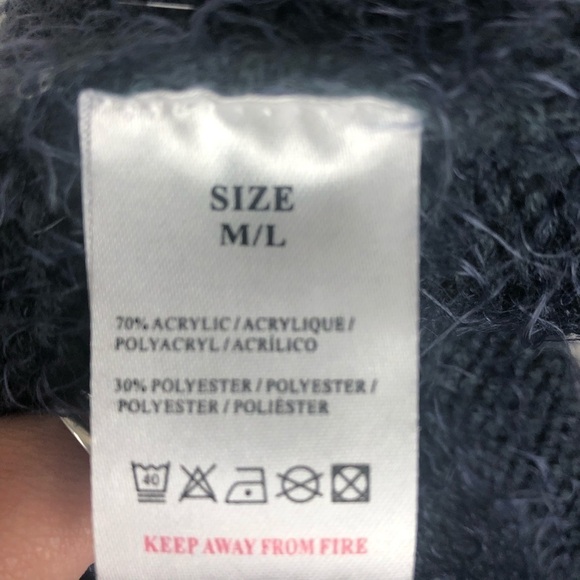 SIZE
M/L
70% ACRYLIC / ACRYLIQUE /
POLYACRYL / ACRÍLICO
30% POLYESTER / POLYESTER /
POLYESTER / POLIÉSTER
40
KEEP AWAY FROM FIRE